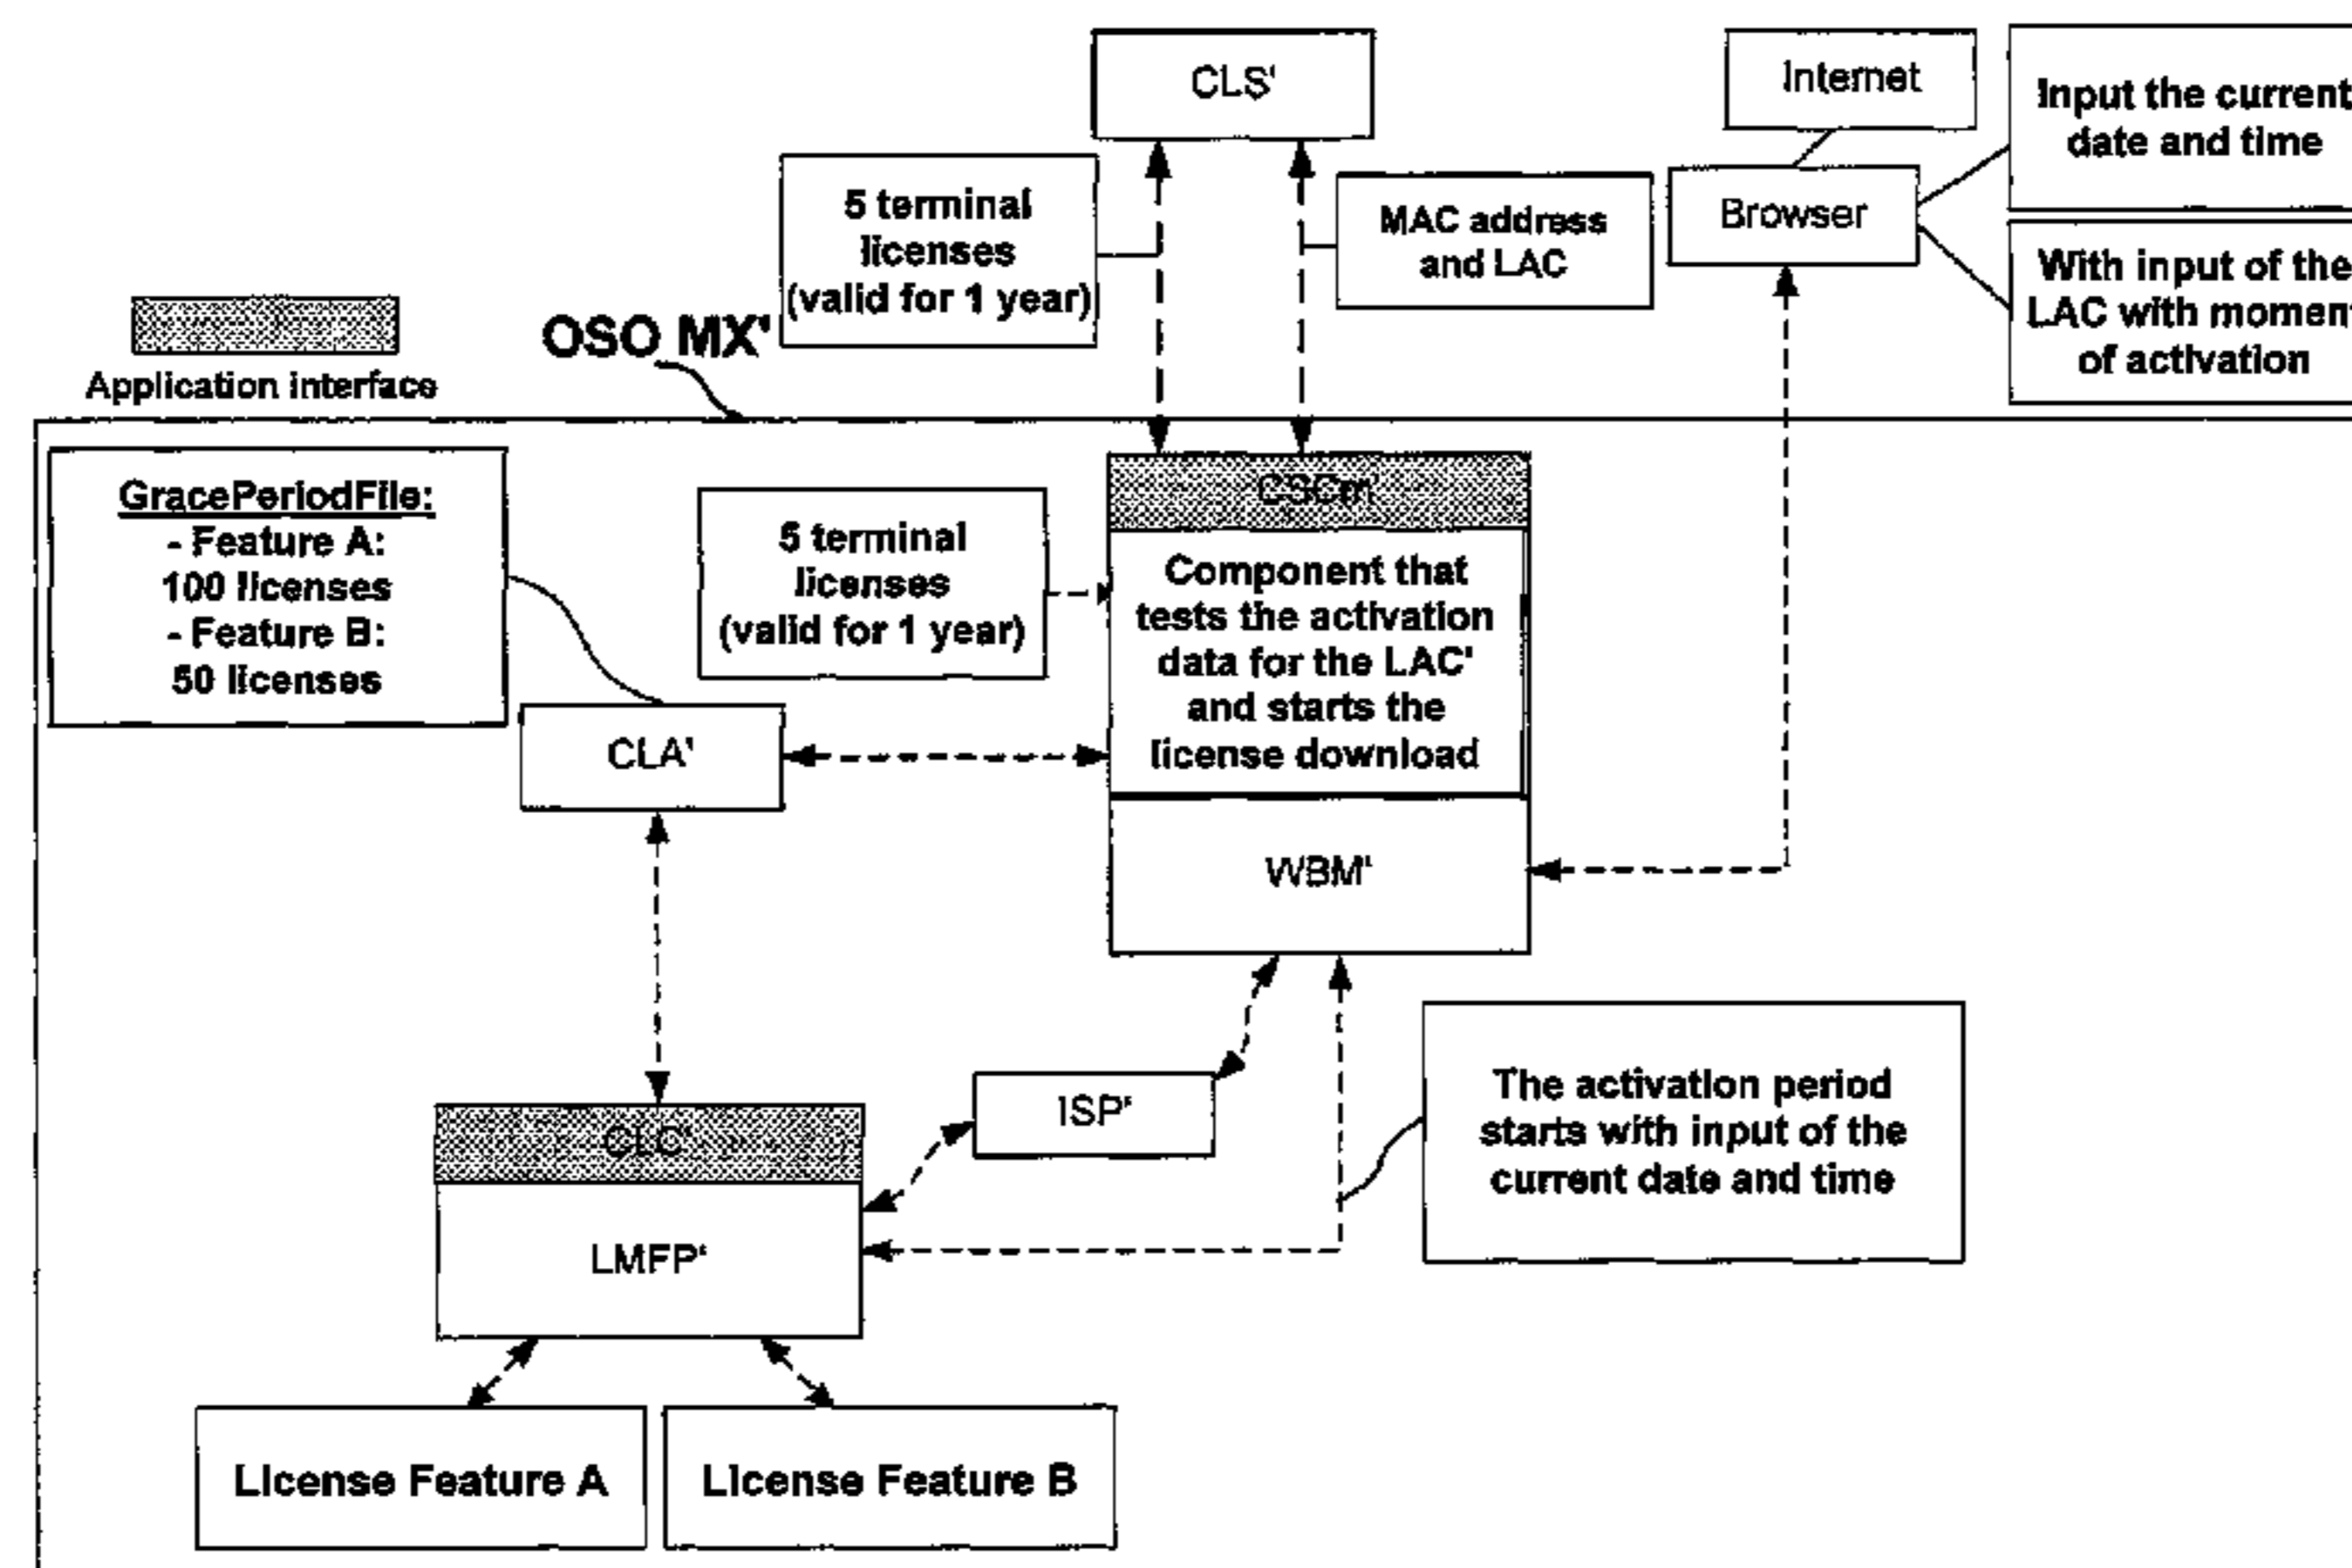 CLS'
Internet
Input the current
date and time
5 terminal
licenses
(valid for 1 year)
MAC address
and LAC
Browser
With input of the
LAC with moment
of activation
Application interface
OSO MX'
GracePeriodFile:
- Feature A:
100 licenses
- Feature B:
50 licenses
5 terminal
licenses
(valid for 1 year)
CSCm'
Component that
tests the activation
data for the LAC'
and starts the
license download
CLA'
WBM'
ISP'
The activation period
starts with input of the
current date and time
CLC'
LMFP'
License Feature A
License Feature B